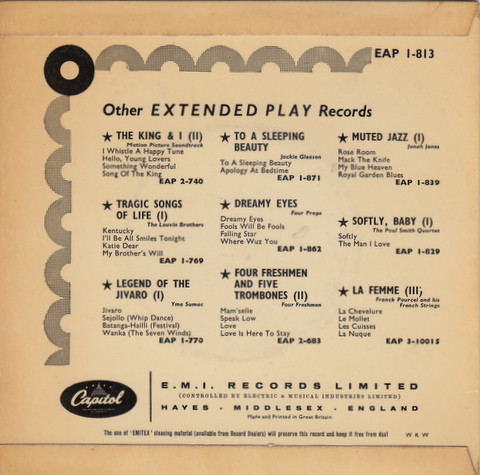 EAP 1-813
Other EXTENDED PLAY Records
★ THE KING & I (II)
Motion Picture Soundtrack
I Whistle A Happy Tune
Hello, Young Lovers
Something Wonderful
Song Of The King
EAP 2-740
★ TO A SLEEPING
BEAUTY
Jackie Gleason
To A Sleeping Beauty
Apology At Bedtime
EAP 1-871
★ MUTED JAZZ (I)
Jonah Jones
Rose Room
Mack The Knife
My Blue Heaven
Royal Garden Blues
EAP 1-839
★ TRAGIC SONGS
OF LIFE (I)
The Louvin Brothers
Kentucky
I'll Be All Smiles Tonight
Katie Dear
My Brother's Will
EAP 1-769
★ DREAMY EYES
Four Preps
Dreamy Eyes
Fools Will Be Fools
Falling Star
Where Wuz You
EAP 1-862
★ SOFTLY, BABY (I)
The Paul Smith Quartet
Softly
The Man I Love
EAP 1-829
★ LEGEND OF THE
JIVARO (I)
Yma Sumac
Jivaro
Sejollo (Whip Dance)
Batanga-Hailli (Festival)
Wanka (The Seven Winds)
EAP 1-770
★ FOUR FRESHMEN
AND FIVE
TROMBONES (II)
Four Freshmen
Mam'selle
Speak Low
Love
Love Is Here To Stay
EAP 2-683
★ LA FEMME (III)
Franck Pourcel and his
French Strings
La Chevelure
Le Mollet
Les Cuisses
La Nuque
EAP 3-10015
Capitol
E.M.I. RECORDS LIMITED
(CONTROLLED BY ELECTRIC & MUSICAL INDUSTRIES LIMITED)
HAYES · MIDDLESEX · ENGLAND
Made and Printed in Great Britain
The use of "EMITEX" cleaning material (available from Record Dealers) will preserve this record and keep it free from dust
W R W